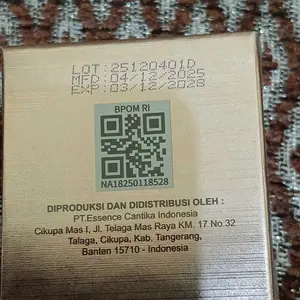 LOT:25120401D
MFD:04/12/2025
EXP:03/12/2028
BPOM RI
NA18250118528
DIPRODUKSI DAN DIDISTRIBUSI OLEH :
PT.Essence Cantika Indonesia
Cikupa Mas I, Jl. Telaga Mas Raya KM. 17 No.32
Talaga, Cikupa, Kab. Tangerang,
Banten 15710 - Indonesia